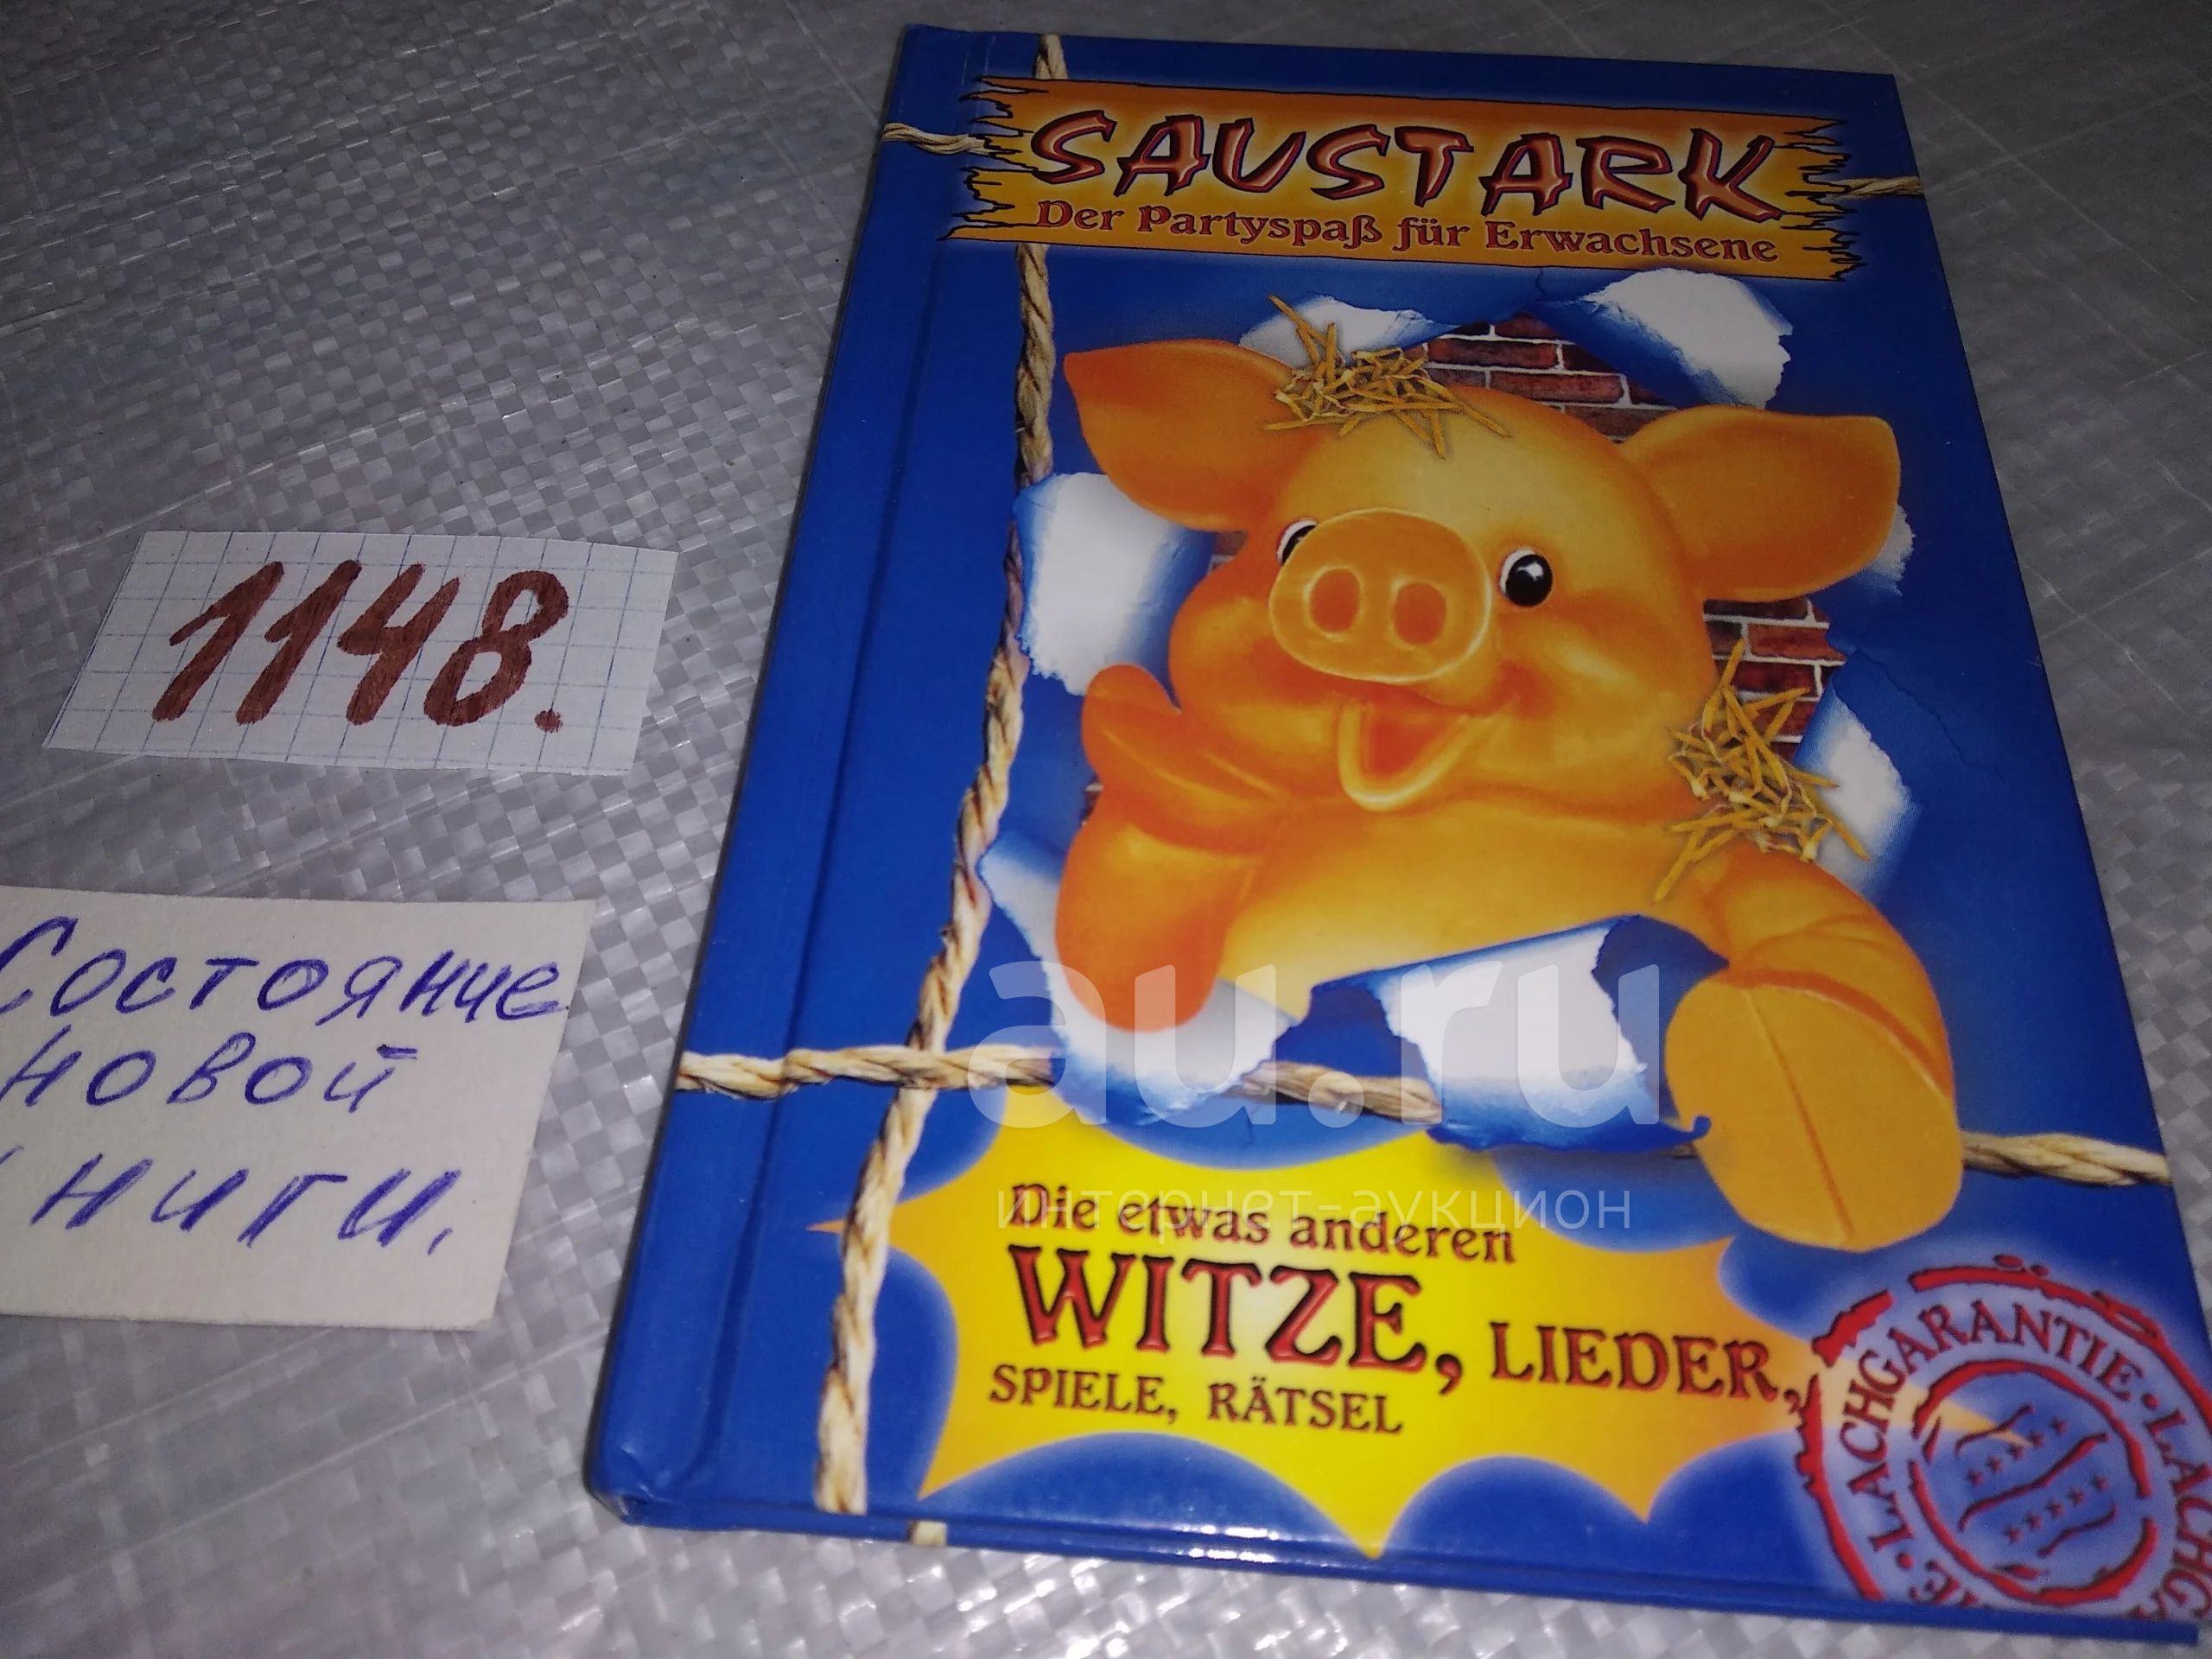 SAUSTARK
Der Partyspaß für Erwachsene
1148.
Состояние
новой
книги.
au.ru
интернет-аукцион
Die etwas anderen
WITZE, LIEDER,
SPIELE, RÄTSEL
LACHGARANTIE